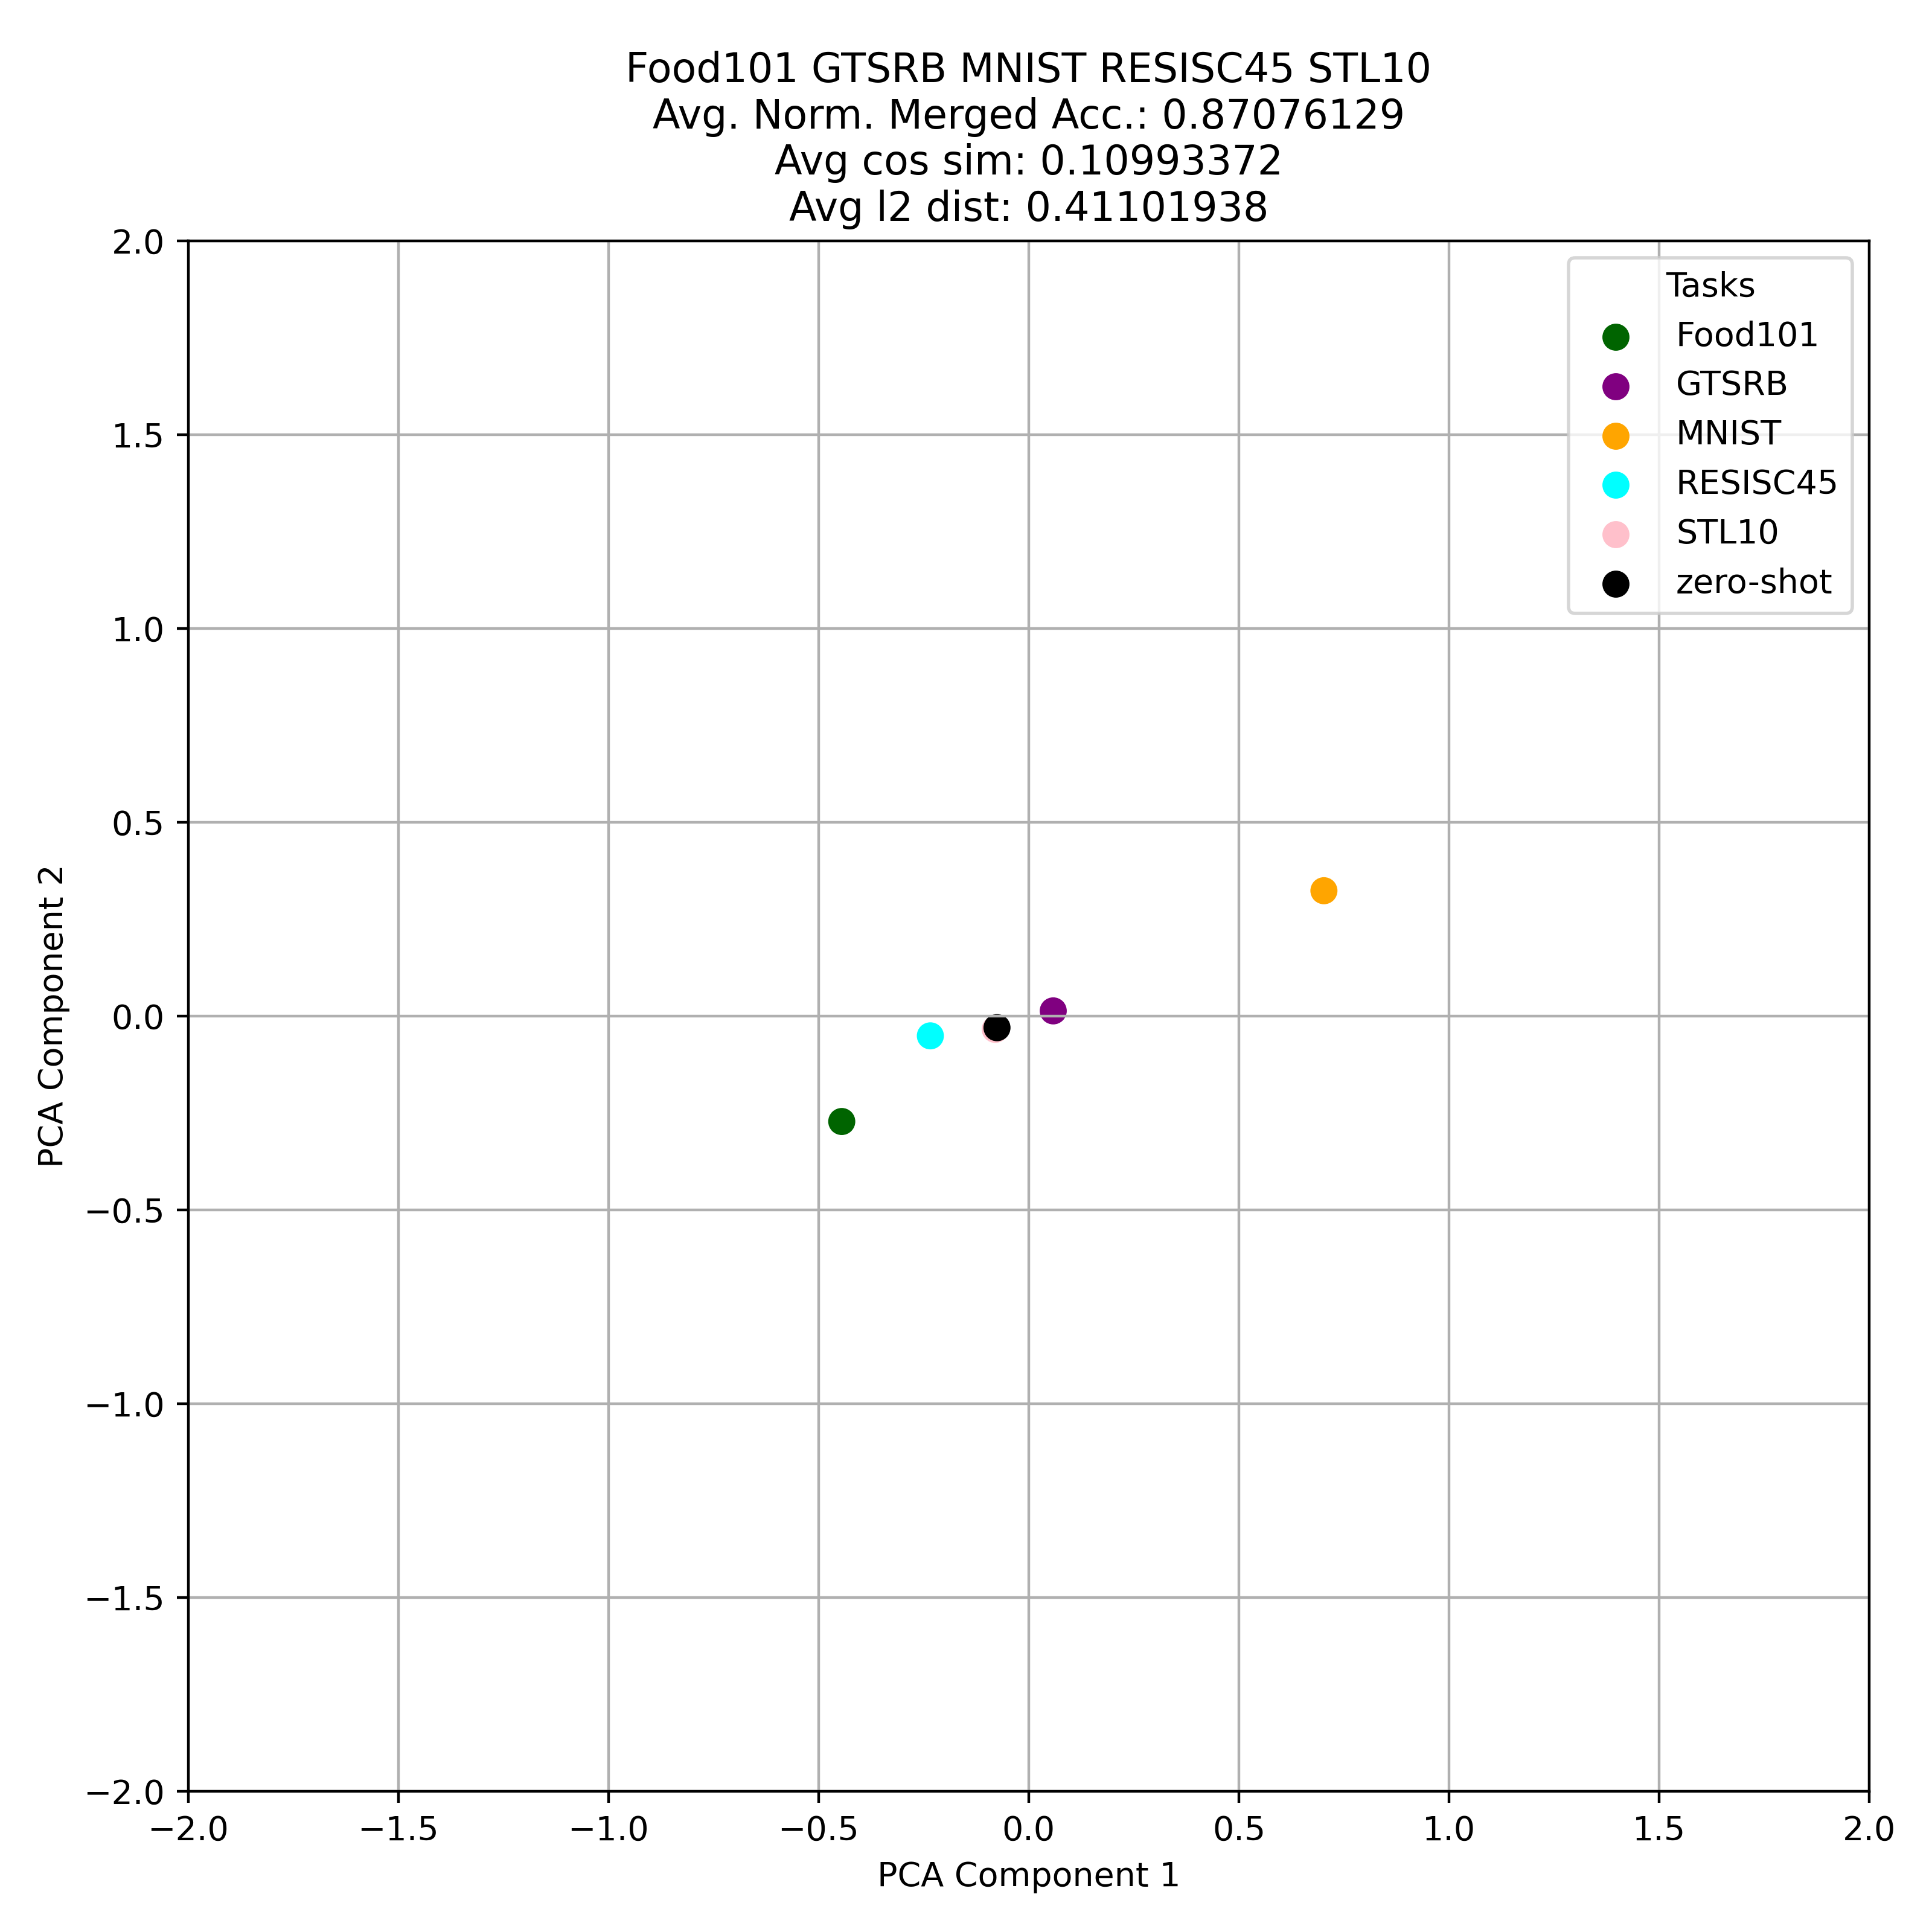 Food101 GTSRB MNIST RESISC45 STL10
Avg. Norm. Merged Acc.: 0.87076129
Avg cos sim: 0.10993372
Avg l2 dist: 0.41101938
Tasks
Food101
GTSRB
MNIST
RESISC45
STL10
zero-shot
2.0
1.5
1.0
0.5
0.0
−0.5
−1.0
−1.5
−2.0
PCA Component 2
−2.0 −1.5 −1.0 −0.5 0.0 0.5 1.0 1.5 2.0
PCA Component 1